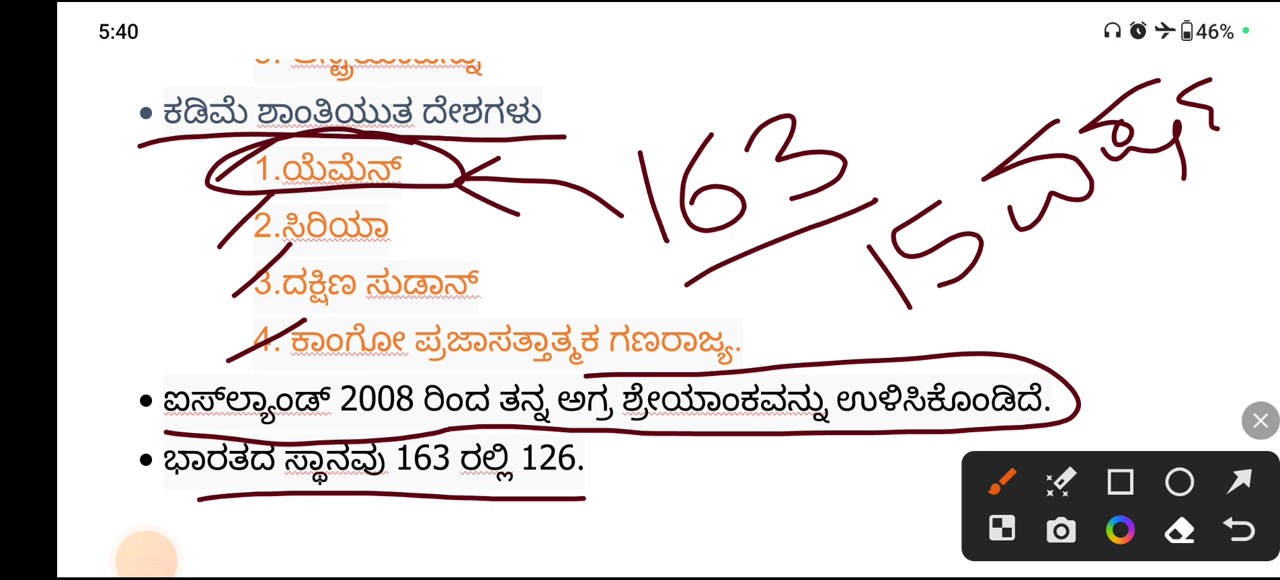 5:40
46%
• ಕಡಿಮೆ ಶಾಂತಿಯುತ ದೇಶಗಳು
1.ಯೆಮೆನ್
2.ಸಿರಿಯಾ
3.ದಕ್ಷಿಣ ಸುಡಾನ್
4. ಕಾಂಗೋ ಪ್ರಜಾಸತ್ತಾತ್ಮಕ ಗಣರಾಜ್ಯ.
163
15 ವರ್ಷ
• ಐಸ್‌ಲ್ಯಾಂಡ್ 2008 ರಿಂದ ತನ್ನ ಅಗ್ರ ಶ್ರೇಯಾಂಕವನ್ನು ಉಳಿಸಿಕೊಂಡಿದೆ.
• ಭಾರತದ ಸ್ಥಾನವು 163 ರಲ್ಲಿ 126.